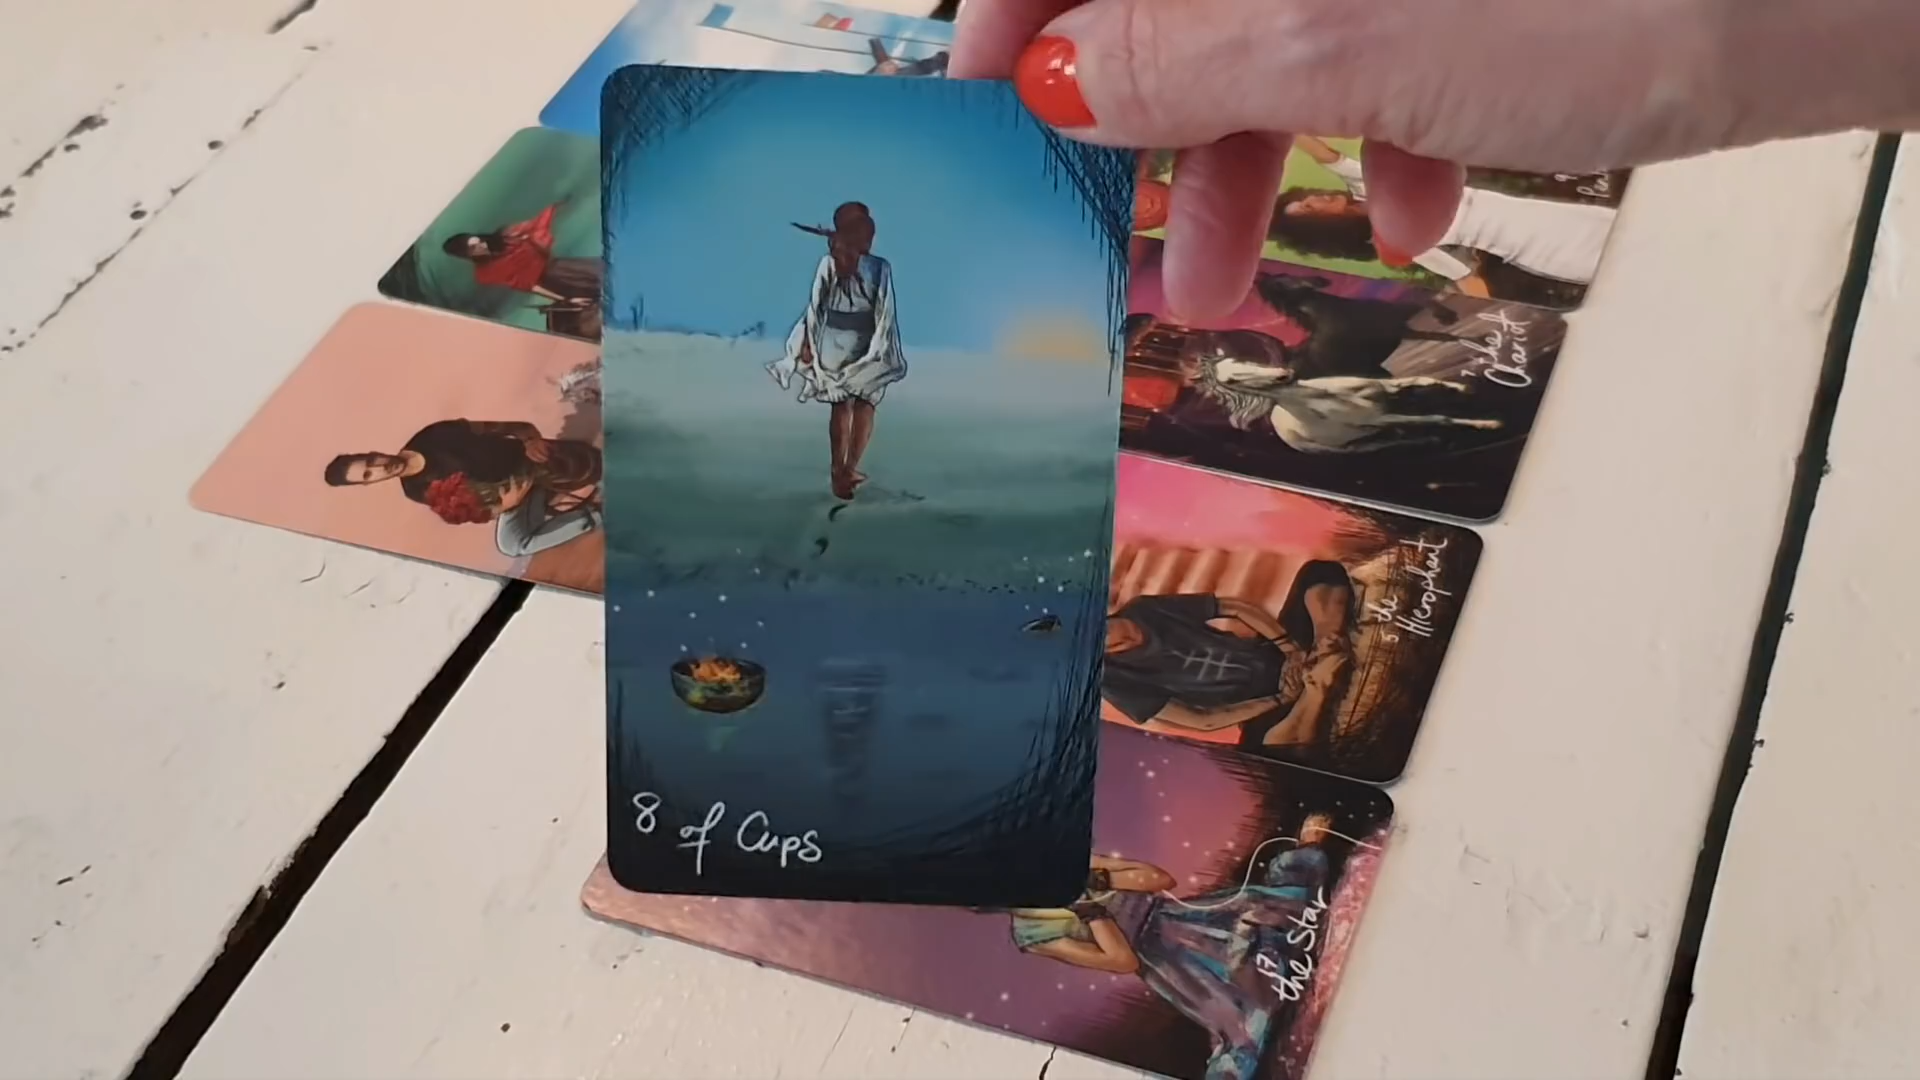 8 of Cups
7 the
Chariot
5 the
Hierophant
17
the Star